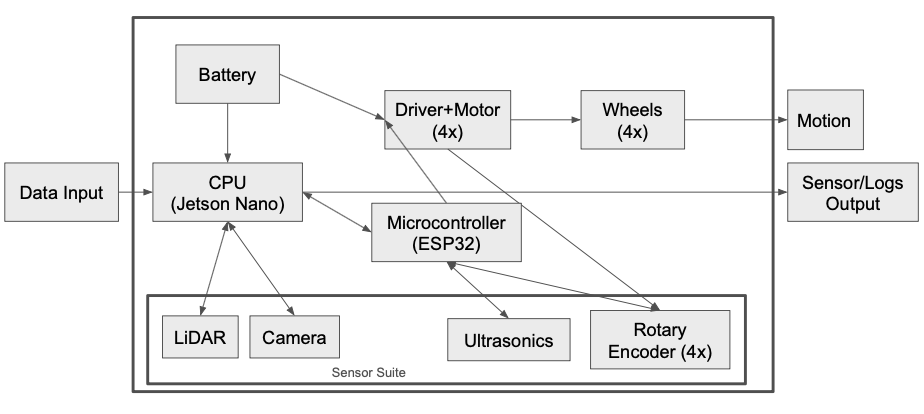 Battery
Driver+Motor
(4x)
Wheels
(4x)
Motion
Data Input
CPU
(Jetson Nano)
Sensor/Logs
Output
Microcontroller
(ESP32)
LiDAR
Camera
Ultrasonics
Rotary
Encoder (4x)
Sensor Suite